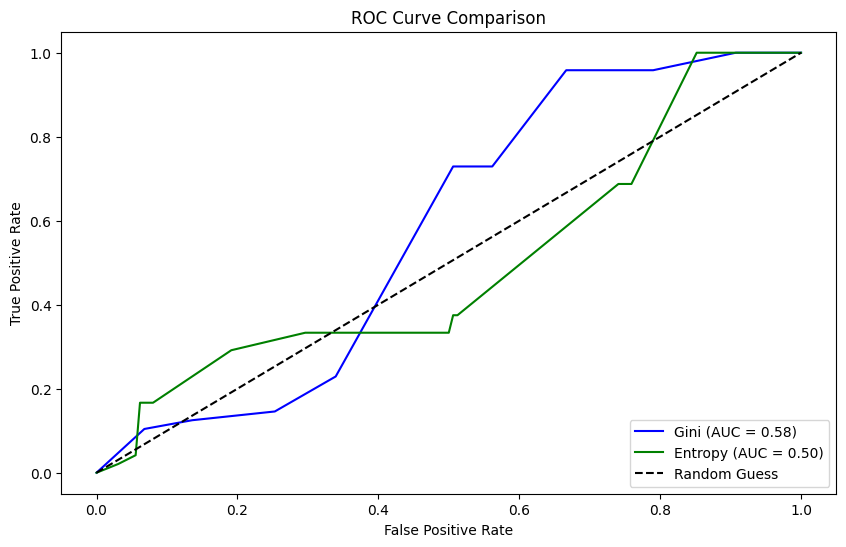 ROC Curve Comparison
1.0
0.8
0.6
0.4
0.2
0.0
True Positive Rate
0.0 0.2 0.4 0.6 0.8 1.0
False Positive Rate
Gini (AUC = 0.58)
Entropy (AUC = 0.50)
Random Guess